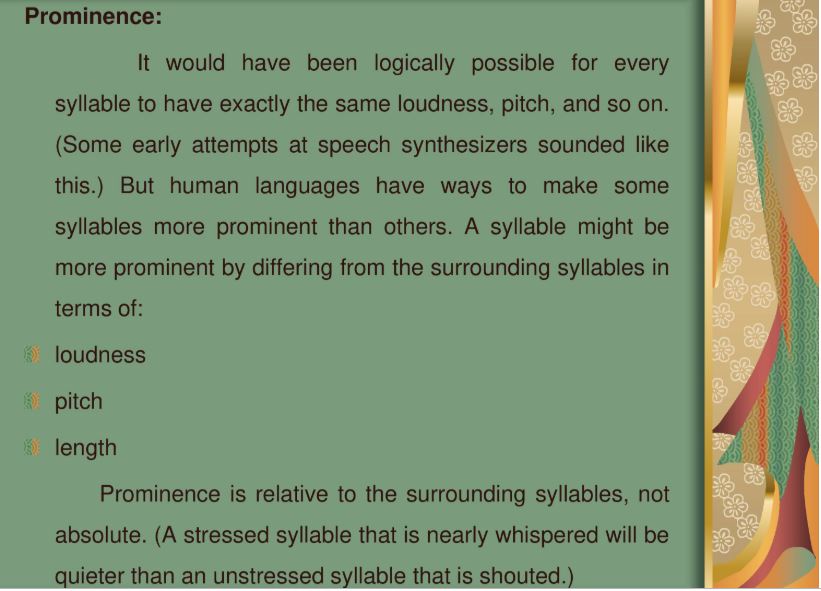 Prominence:
It would have been logically possible for every
syllable to have exactly the same loudness, pitch, and so on.
(Some early attempts at speech synthesizers sounded like
this.) But human languages have ways to make some
syllables more prominent than others. A syllable might be
more prominent by differing from the surrounding syllables in
terms of:
loudness
pitch
length
Prominence is relative to the surrounding syllables, not
absolute. (A stressed syllable that is nearly whispered will be
quieter than an unstressed syllable that is shouted.)